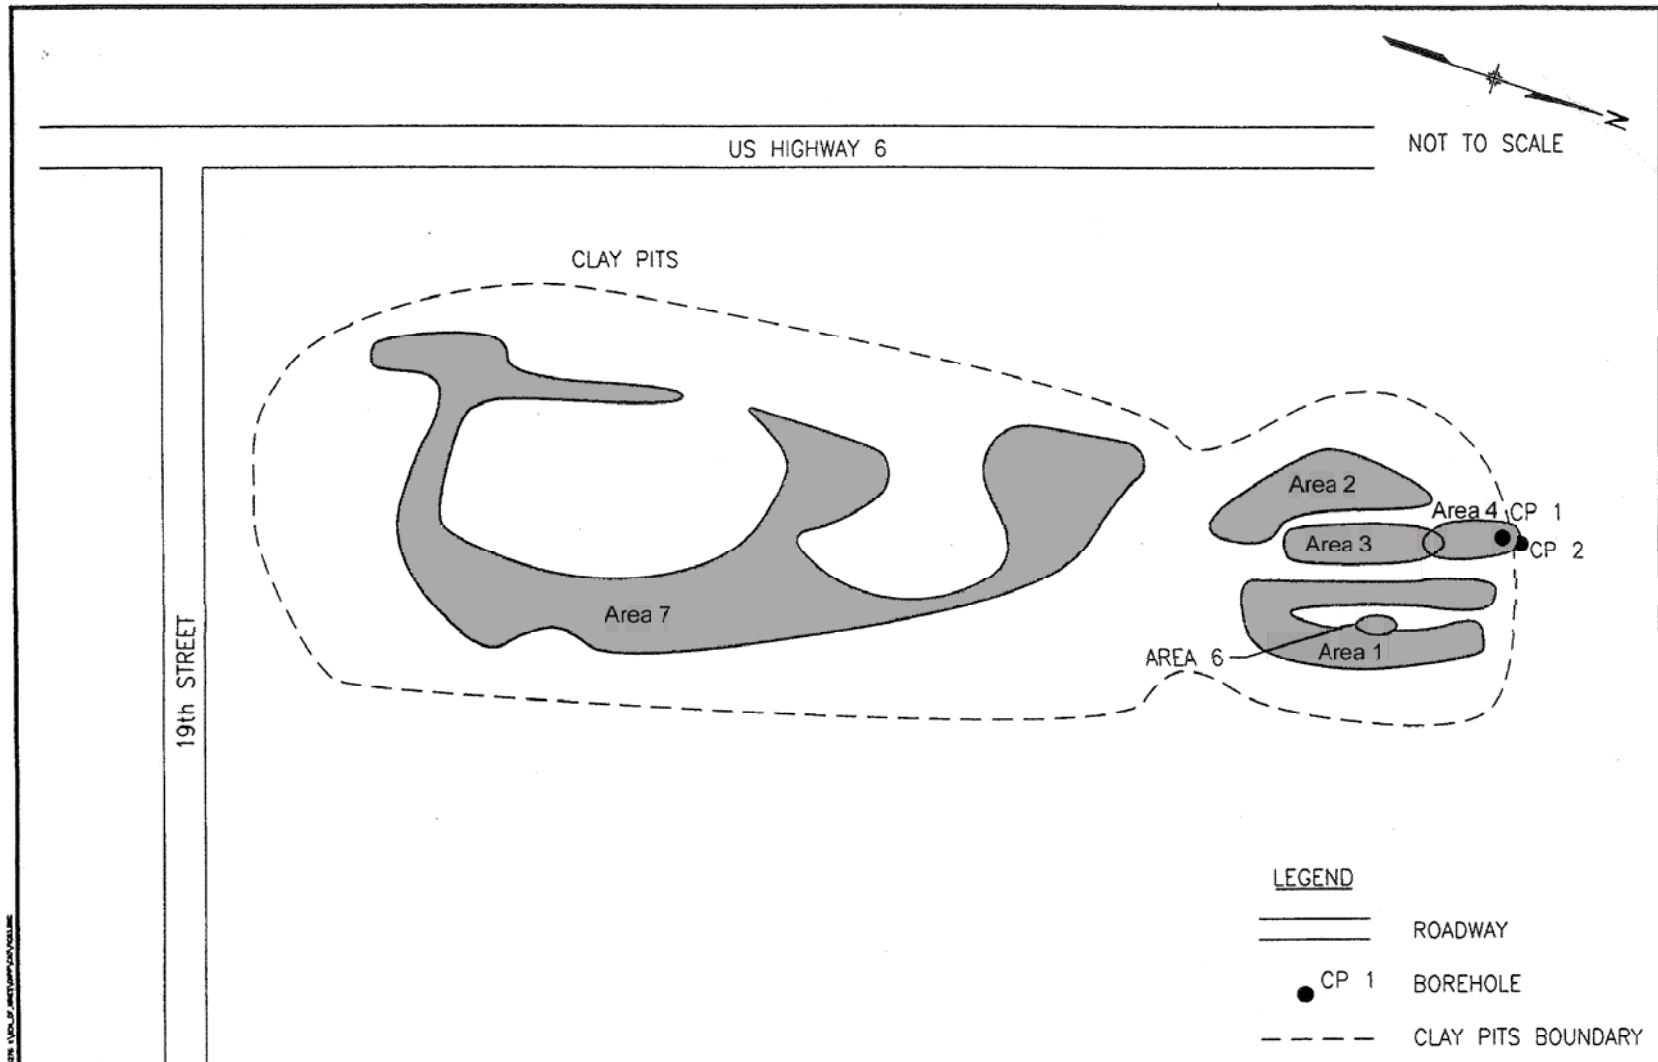 N
NOT TO SCALE
US HIGHWAY 6
CLAY PITS
Area 2
Area 4 CP 1
Area 3
CP 2
Area 7
19th STREET
AREA 6
Area 1
LEGEND
ROADWAY
CP 1 BOREHOLE
CLAY PITS BOUNDARY